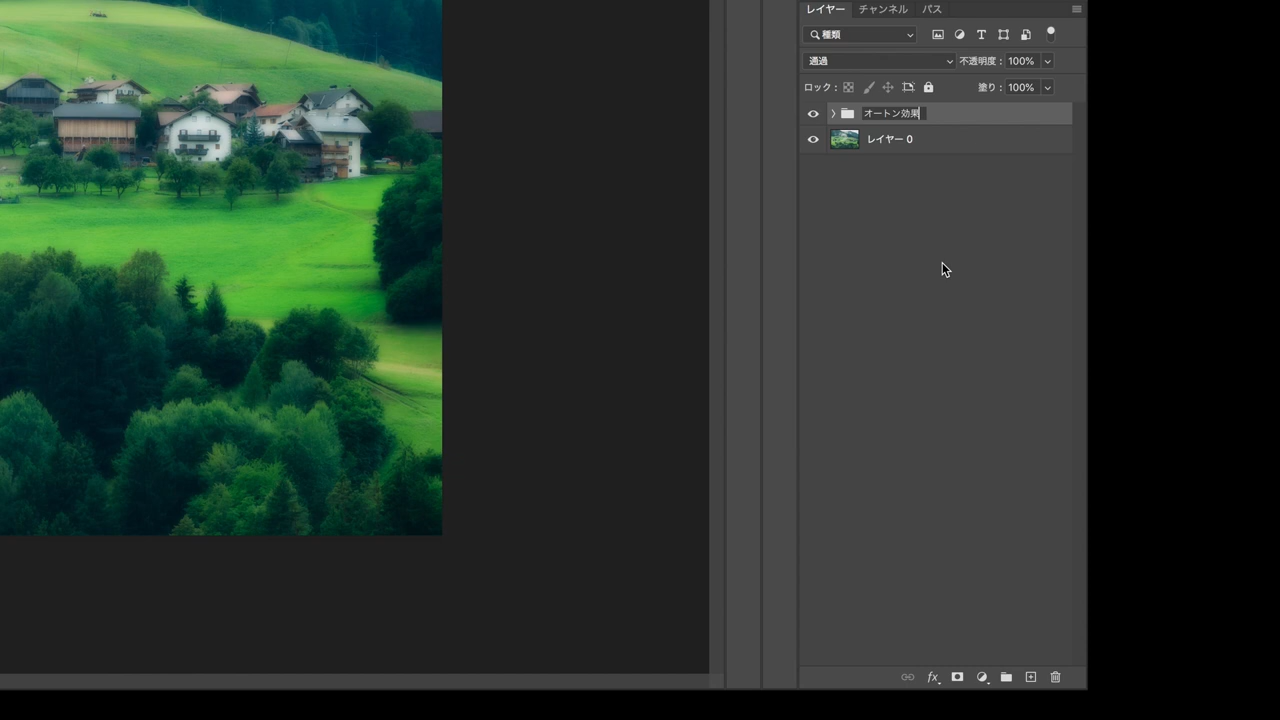 レイヤー チャンネル パス
種類
通過 不透明度 : 100%
ロック : 塗り : 100%
オートン効果
レイヤー 0
fx